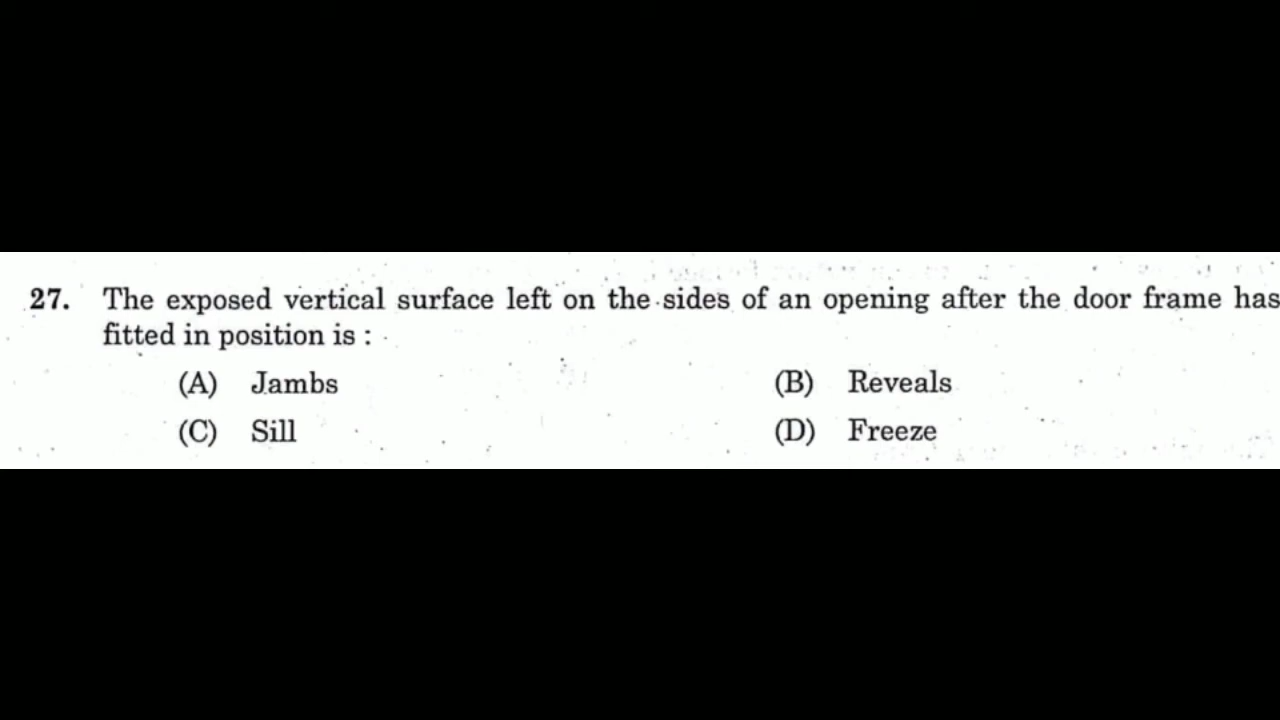 27. The exposed vertical surface left on the sides of an opening after the door frame has
fitted in position is :
(A) Jambs (B) Reveals
(C) Sill (D) Freeze